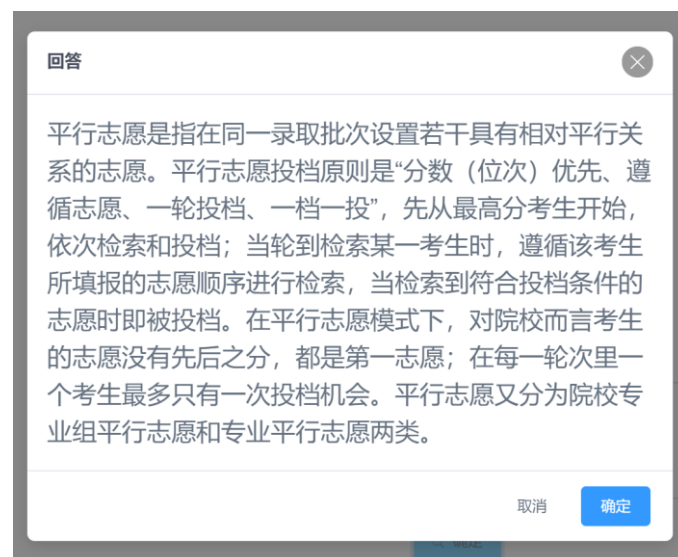 回答
平行志愿是指在同一录取批次设置若干具有相对平行关
系的志愿。平行志愿投档原则是“分数（位次）优先、遵
循志愿、一轮投档、一档一投”，先从最高分考生开始，
依次检索和投档；当轮到检索某一考生时，遵循该考生
所填报的志愿顺序进行检索，当检索到符合投档条件的
志愿时即被投档。在平行志愿模式下，对院校而言考生
的志愿没有先后之分，都是第一志愿；在每一轮次里一
个考生最多只有一次投档机会。平行志愿又分为院校专
业组平行志愿和专业平行志愿两类。
取消 确定